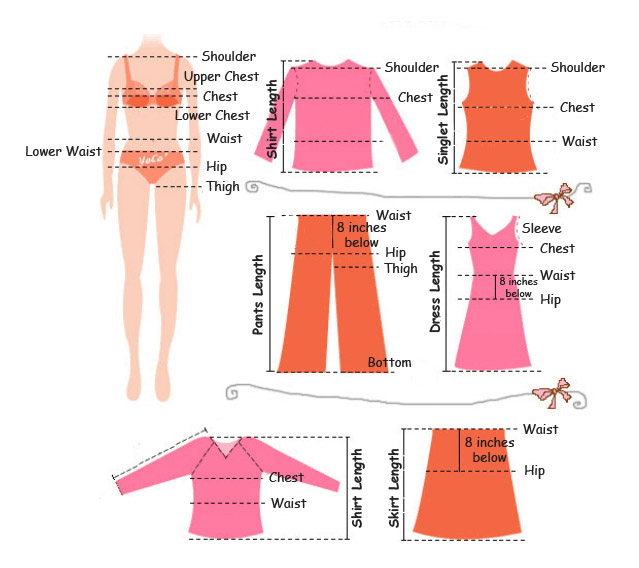 Shoulder
Upper Chest
Chest
Lower Chest
Waist
Lower Waist
VoCo
Hip
Thigh
Shirt Length
Shoulder
Chest
Singlet Length
Shoulder
Chest
Waist
Pants Length
Waist
8 inches
below
Hip
Thigh
Bottom
Dress Length
Sleeve
Chest
Waist
8 inches
below
Hip
Chest
Waist
Shirt Length
Skirt Length
Waist
8 inches
below
Hip